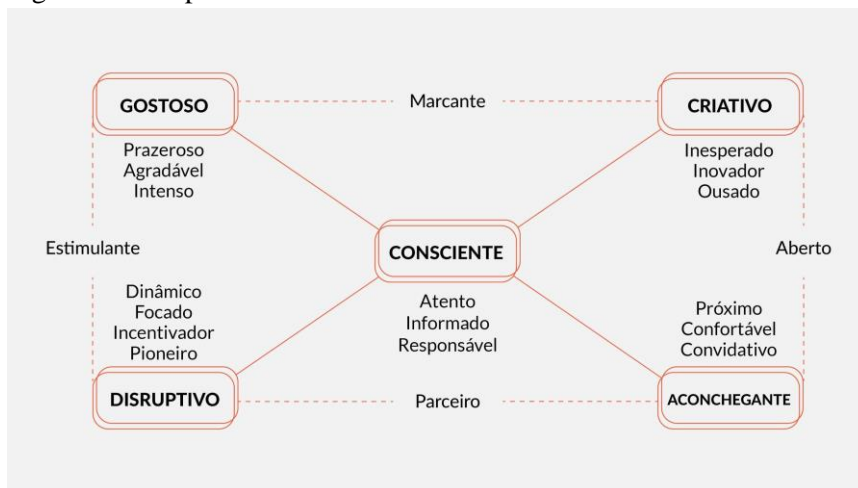 GOSTOSO
Marcante
CRIATIVO
Prazeroso
Agradável
Intenso
Inesperado
Inovador
Ousado
Estimulante
CONSCIENTE
Aberto
Atento
Informado
Responsável
Dinâmico
Focado
Incentivador
Pioneiro
Próximo
Confortável
Convidativo
DISRUPTIVO
Parceiro
ACONCHEGANTE